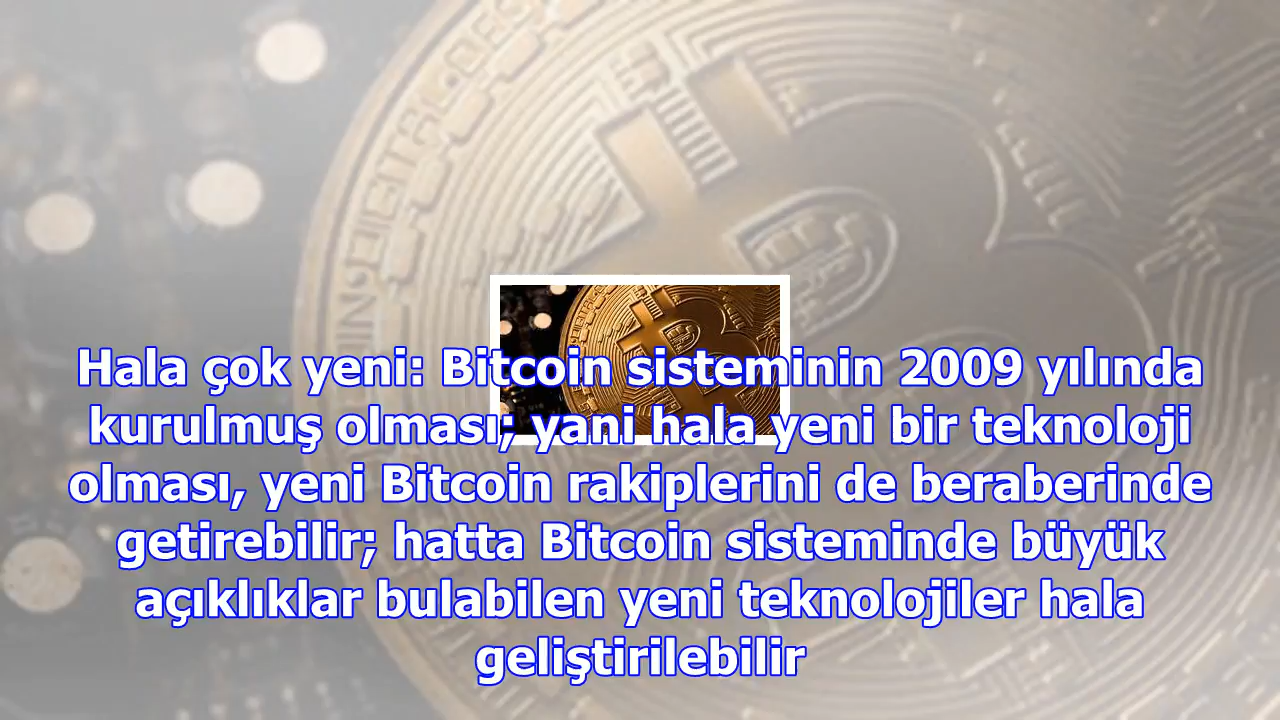 Hala çok yeni: Bitcoin sisteminin 2009 yılında
kurulmuş olması; yani hala yeni bir teknoloji
olması, yeni Bitcoin rakiplerini de beraberinde
getirebilir; hatta Bitcoin sisteminde büyük
açıklıklar bulabilen yeni teknolojiler hala
geliştirilebilir